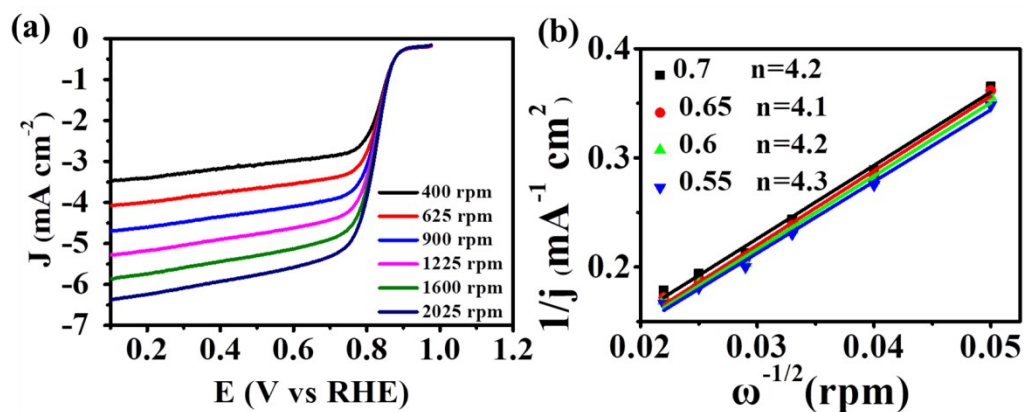 (a)
0
-1
-2
-3
-4
-5
-6
-7
J (mA cm⁻²)
400 rpm
625 rpm
900 rpm
1225 rpm
1600 rpm
2025 rpm
0.2 0.4 0.6 0.8 1.0 1.2
E (V vs RHE)
(b)
0.4
0.3
0.2
1/j (mA⁻¹ cm²)
0.7 n=4.2
0.65 n=4.1
0.6 n=4.2
0.55 n=4.3
0.02 0.03 0.04 0.05
ω⁻¹/²(rpm)